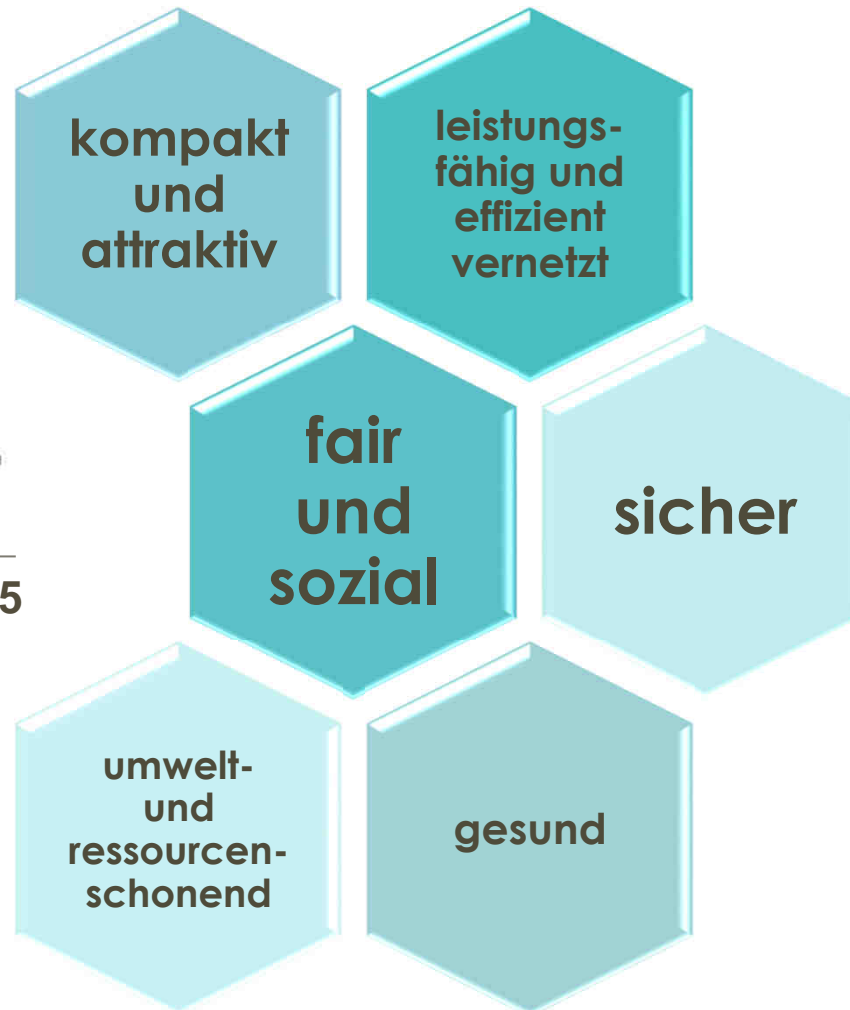 kompakt
und
attraktiv
leistungs-
fähig und
effizient
vernetzt
fair
und
sozial
sicher
5
umwelt-
und
ressourcen-
schonend
gesund